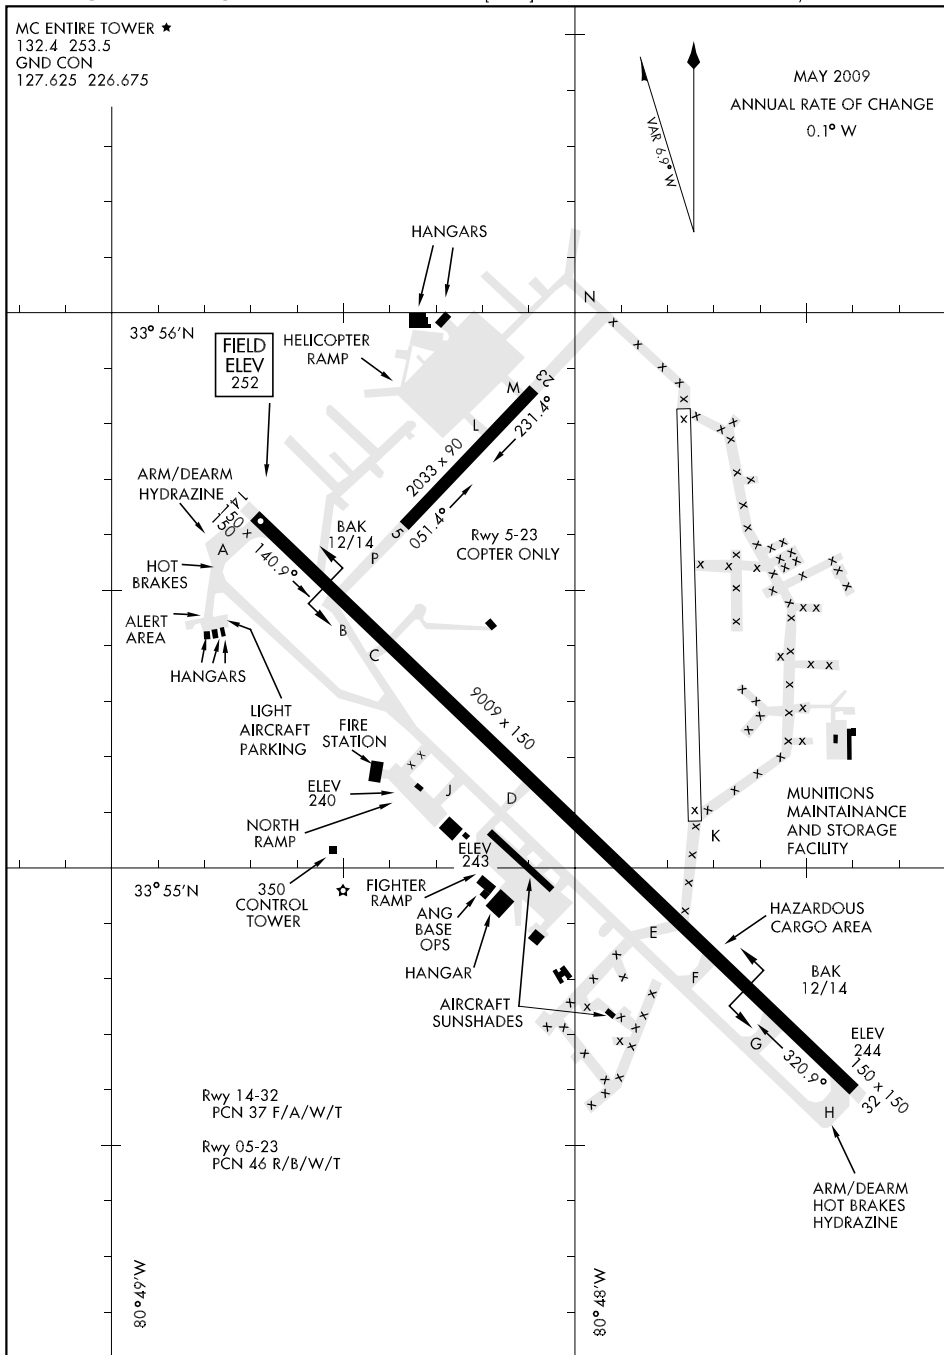 MC ENTIRE TOWER ★
132.4 253.5
GND CON
127.625 226.675
MAY 2009
ANNUAL RATE OF CHANGE
0.1° W
VAR 6.9° W
HANGARS
N
33° 56'N
FIELD
ELEV
252
HELICOPTER
RAMP
M
23
231.4°
L
2033 x 90
051.4°
5
Rwy 5-23
COPTER ONLY
ARM/DEARM
HYDRAZINE
14
150 x
150
140.9°
A
BAK
12/14
P
HOT
BRAKES
ALERT
AREA
B
C
HANGARS
LIGHT
AIRCRAFT
PARKING
9009 x 150
FIRE
STATION
ELEV
240
J
D
NORTH
RAMP
MUNITIONS
MAINTAINANCE
AND STORAGE
FACILITY
K
ELEV
243
33° 55'N
350
CONTROL
TOWER
FIGHTER
RAMP
ANG
BASE
OPS
HANGAR
HAZARDOUS
CARGO AREA
E
F
BAK
12/14
AIRCRAFT
SUNSHADES
G
320.9°
ELEV
244
150 x 150
32
H
Rwy 14-32
PCN 37 F/A/W/T
Rwy 05-23
PCN 46 R/B/W/T
ARM/DEARM
HOT BRAKES
HYDRAZINE
80° 49'W
80° 48'W